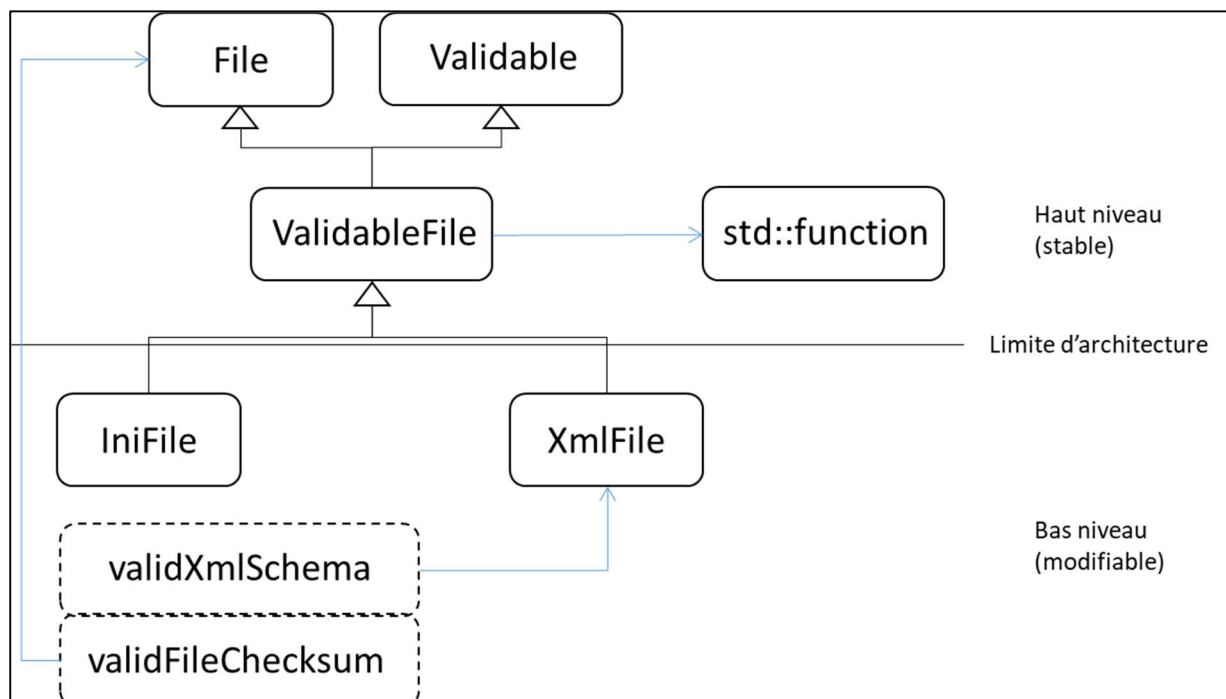 File
Validable
ValidableFile
std::function
Haut niveau
(stable)
Limite d’architecture
IniFile
XmlFile
validXmlSchema
Bas niveau
(modifiable)
validFileChecksum